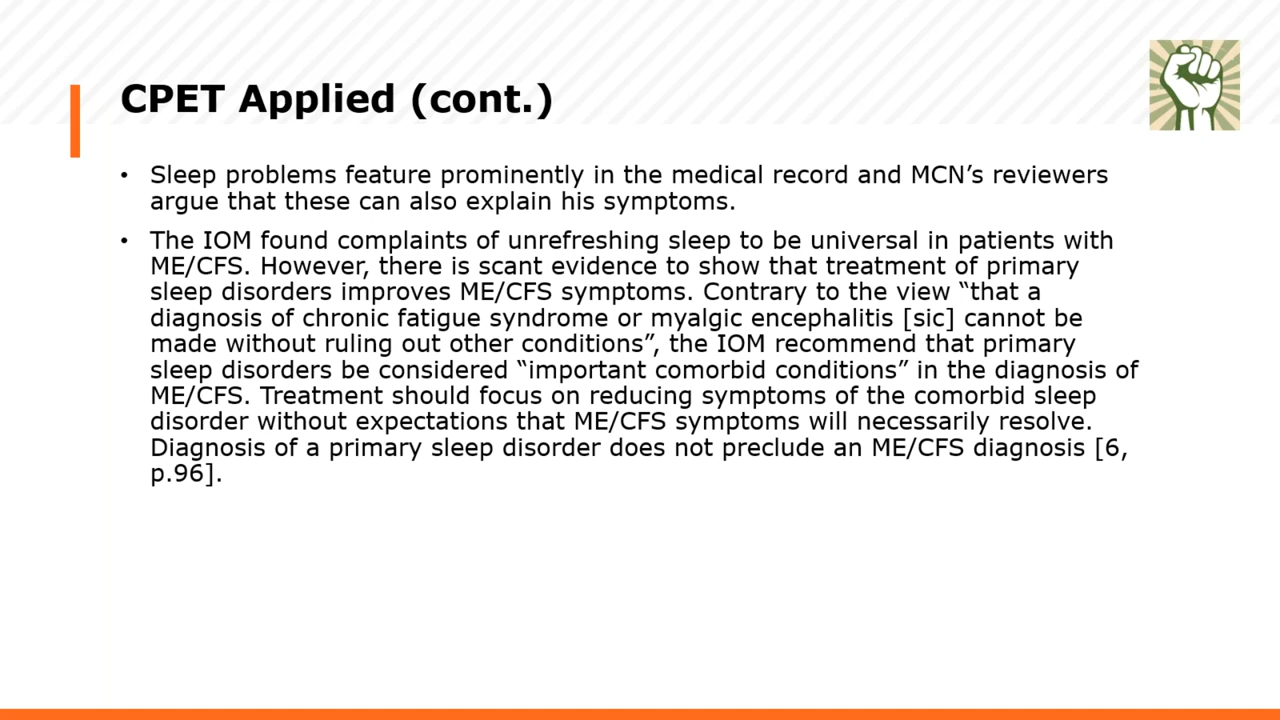 CPET Applied (cont.)
• Sleep problems feature prominently in the medical record and MCN’s reviewers
argue that these can also explain his symptoms.
• The IOM found complaints of unrefreshing sleep to be universal in patients with
ME/CFS. However, there is scant evidence to show that treatment of primary
sleep disorders improves ME/CFS symptoms. Contrary to the view “that a
diagnosis of chronic fatigue syndrome or myalgic encephalitis [sic] cannot be
made without ruling out other conditions”, the IOM recommend that primary
sleep disorders be considered “important comorbid conditions” in the diagnosis of
ME/CFS. Treatment should focus on reducing symptoms of the comorbid sleep
disorder without expectations that ME/CFS symptoms will necessarily resolve.
Diagnosis of a primary sleep disorder does not preclude an ME/CFS diagnosis [6,
p.96].